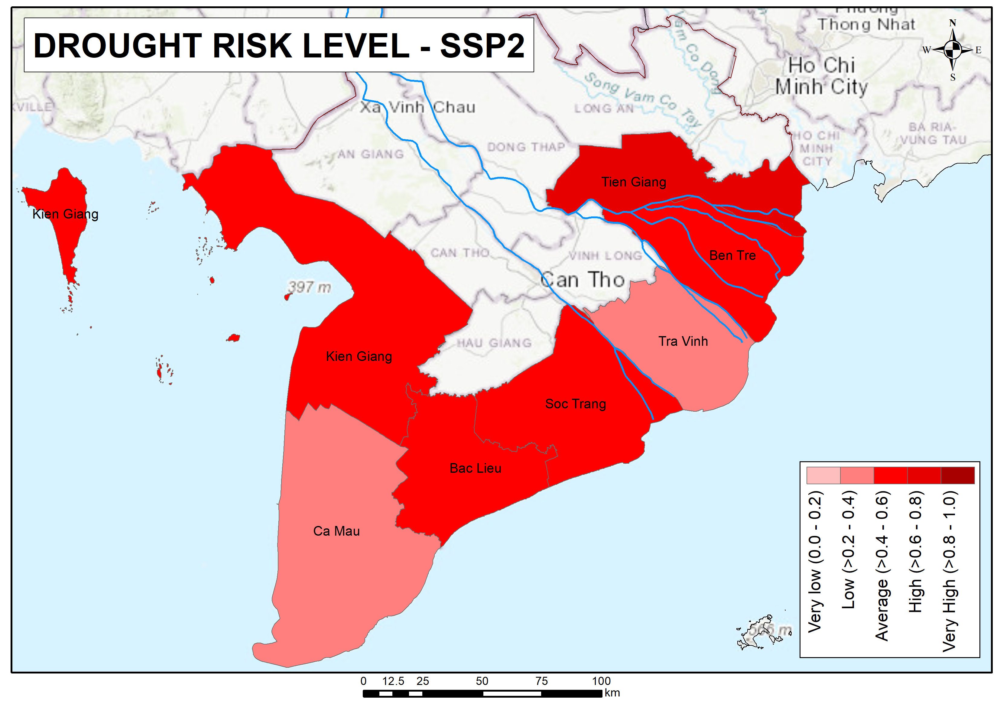 DROUGHT RISK LEVEL - SSP2
Thong Nhat
N
W
E
S
Ho Chi
Minh City
Vam Co Dong
Song Vam Co Tay
Xa Vinh Chau
LONG AN
AN GIANG
DONG THAP
HO CHI
MINH
CITY
BA RIA-
VUNG TAU
Tien Giang
Kien Giang
CAN THO
VINH LONG
Ben Tre
Can Tho
397 m
Tra Vinh
HAU GIANG
Kien Giang
Soc Trang
Bac Lieu
Ca Mau
566 m
Very low (0.0 - 0.2)
Low (>0.2 - 0.4)
Average (>0.4 - 0.6)
High (>0.6 - 0.8)
Very High (>0.8 - 1.0)
0 12.5 25 50 75 100
km